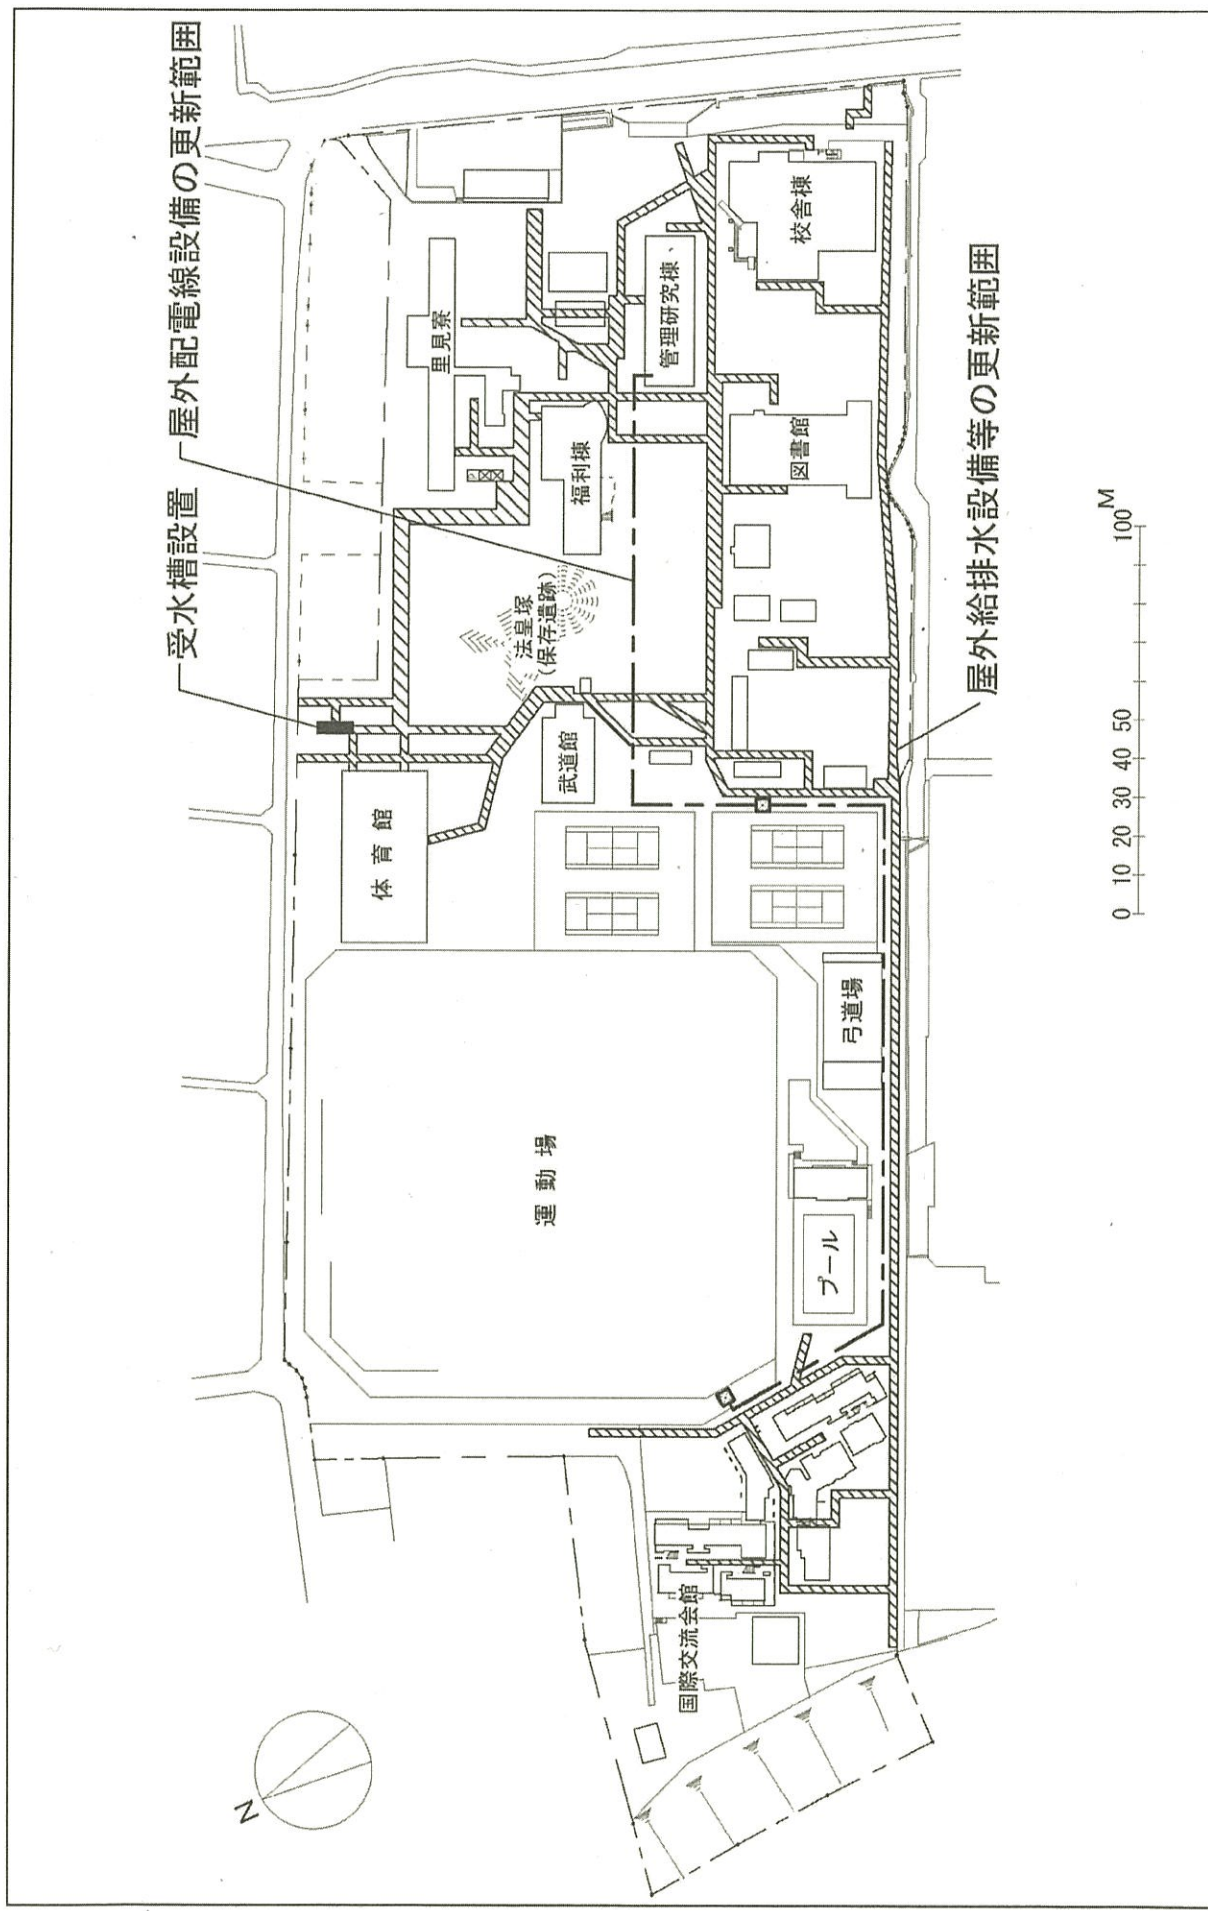 受水槽設置
屋外配電線設備の更新範囲
里見寮
福利棟
管理研究棟、
校舎棟
図書館
法皇塚
(保存遺跡)
武道館
体育館
運動場
弓道場
プール
国際交流会館
屋外給排水設備等の更新範囲
0 10 20 30 40 50 100
M
N